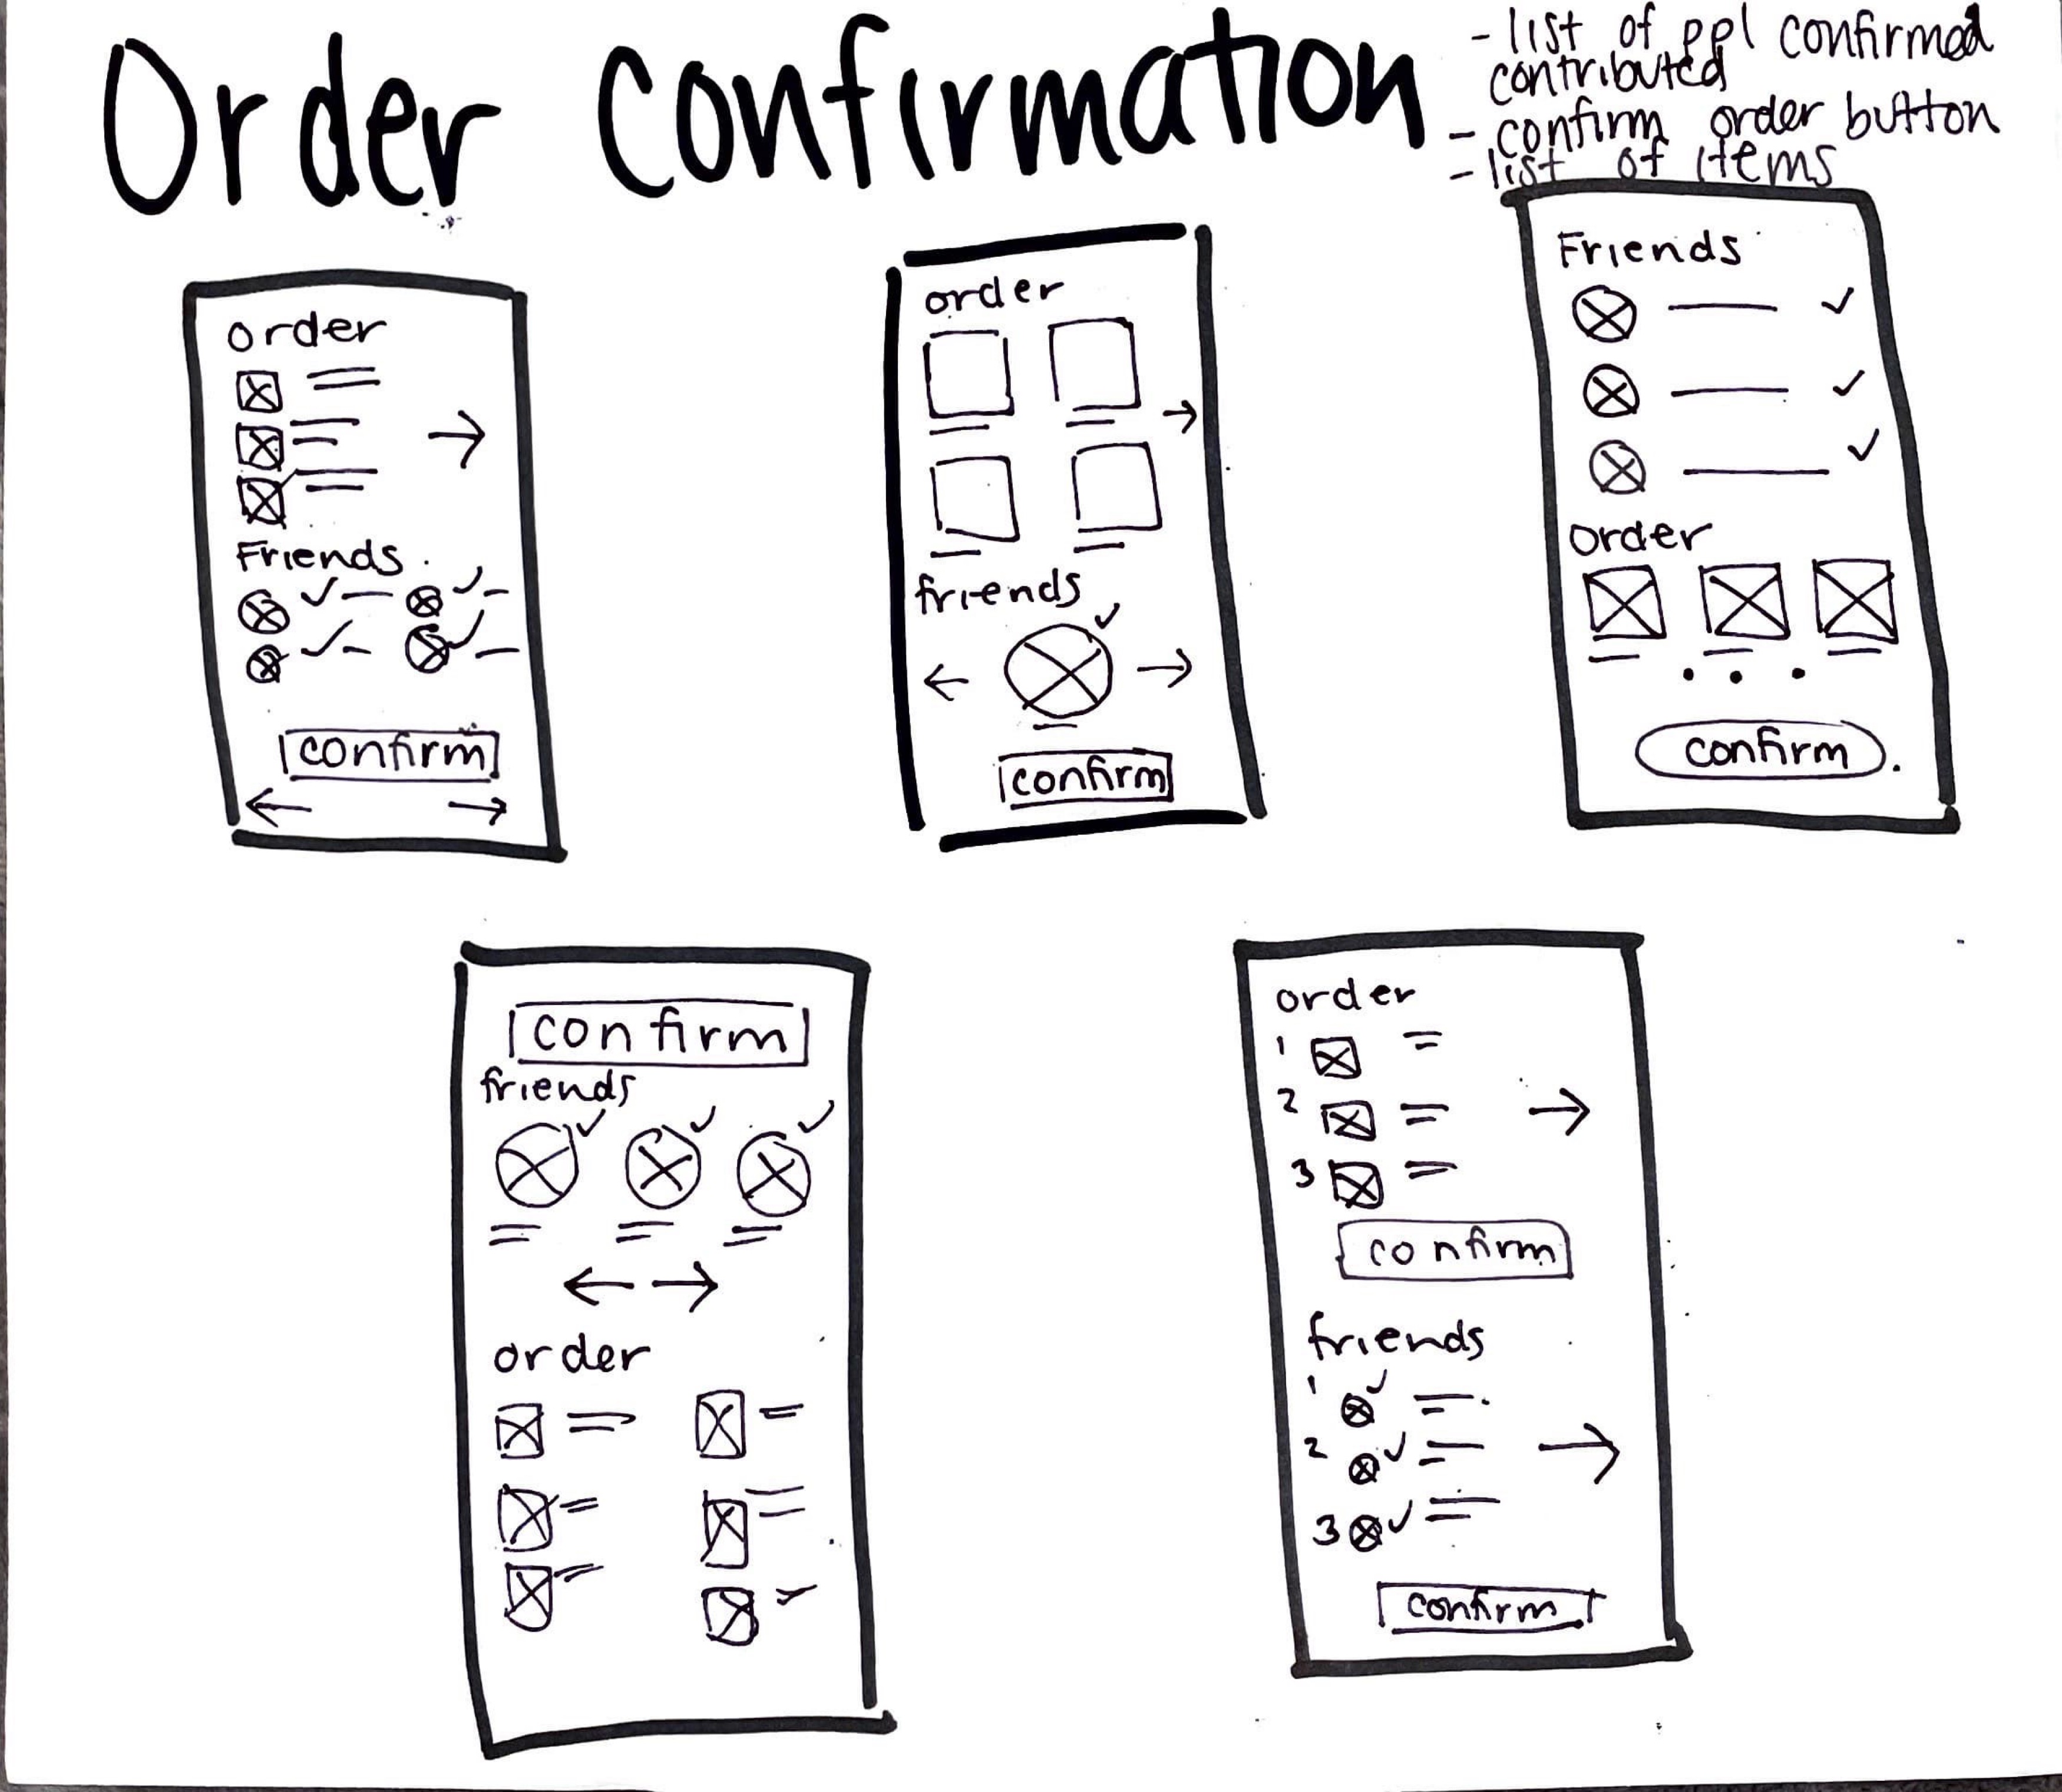 Order Confirmation
- list of ppl confirmed
contributed
- confirm order button
- list of items
order
Friends
confirm
order
friends
confirm
Friends
order
confirm
confirm
friends
order
order
1
2
3
confirm
friends
1
2
3
confirm